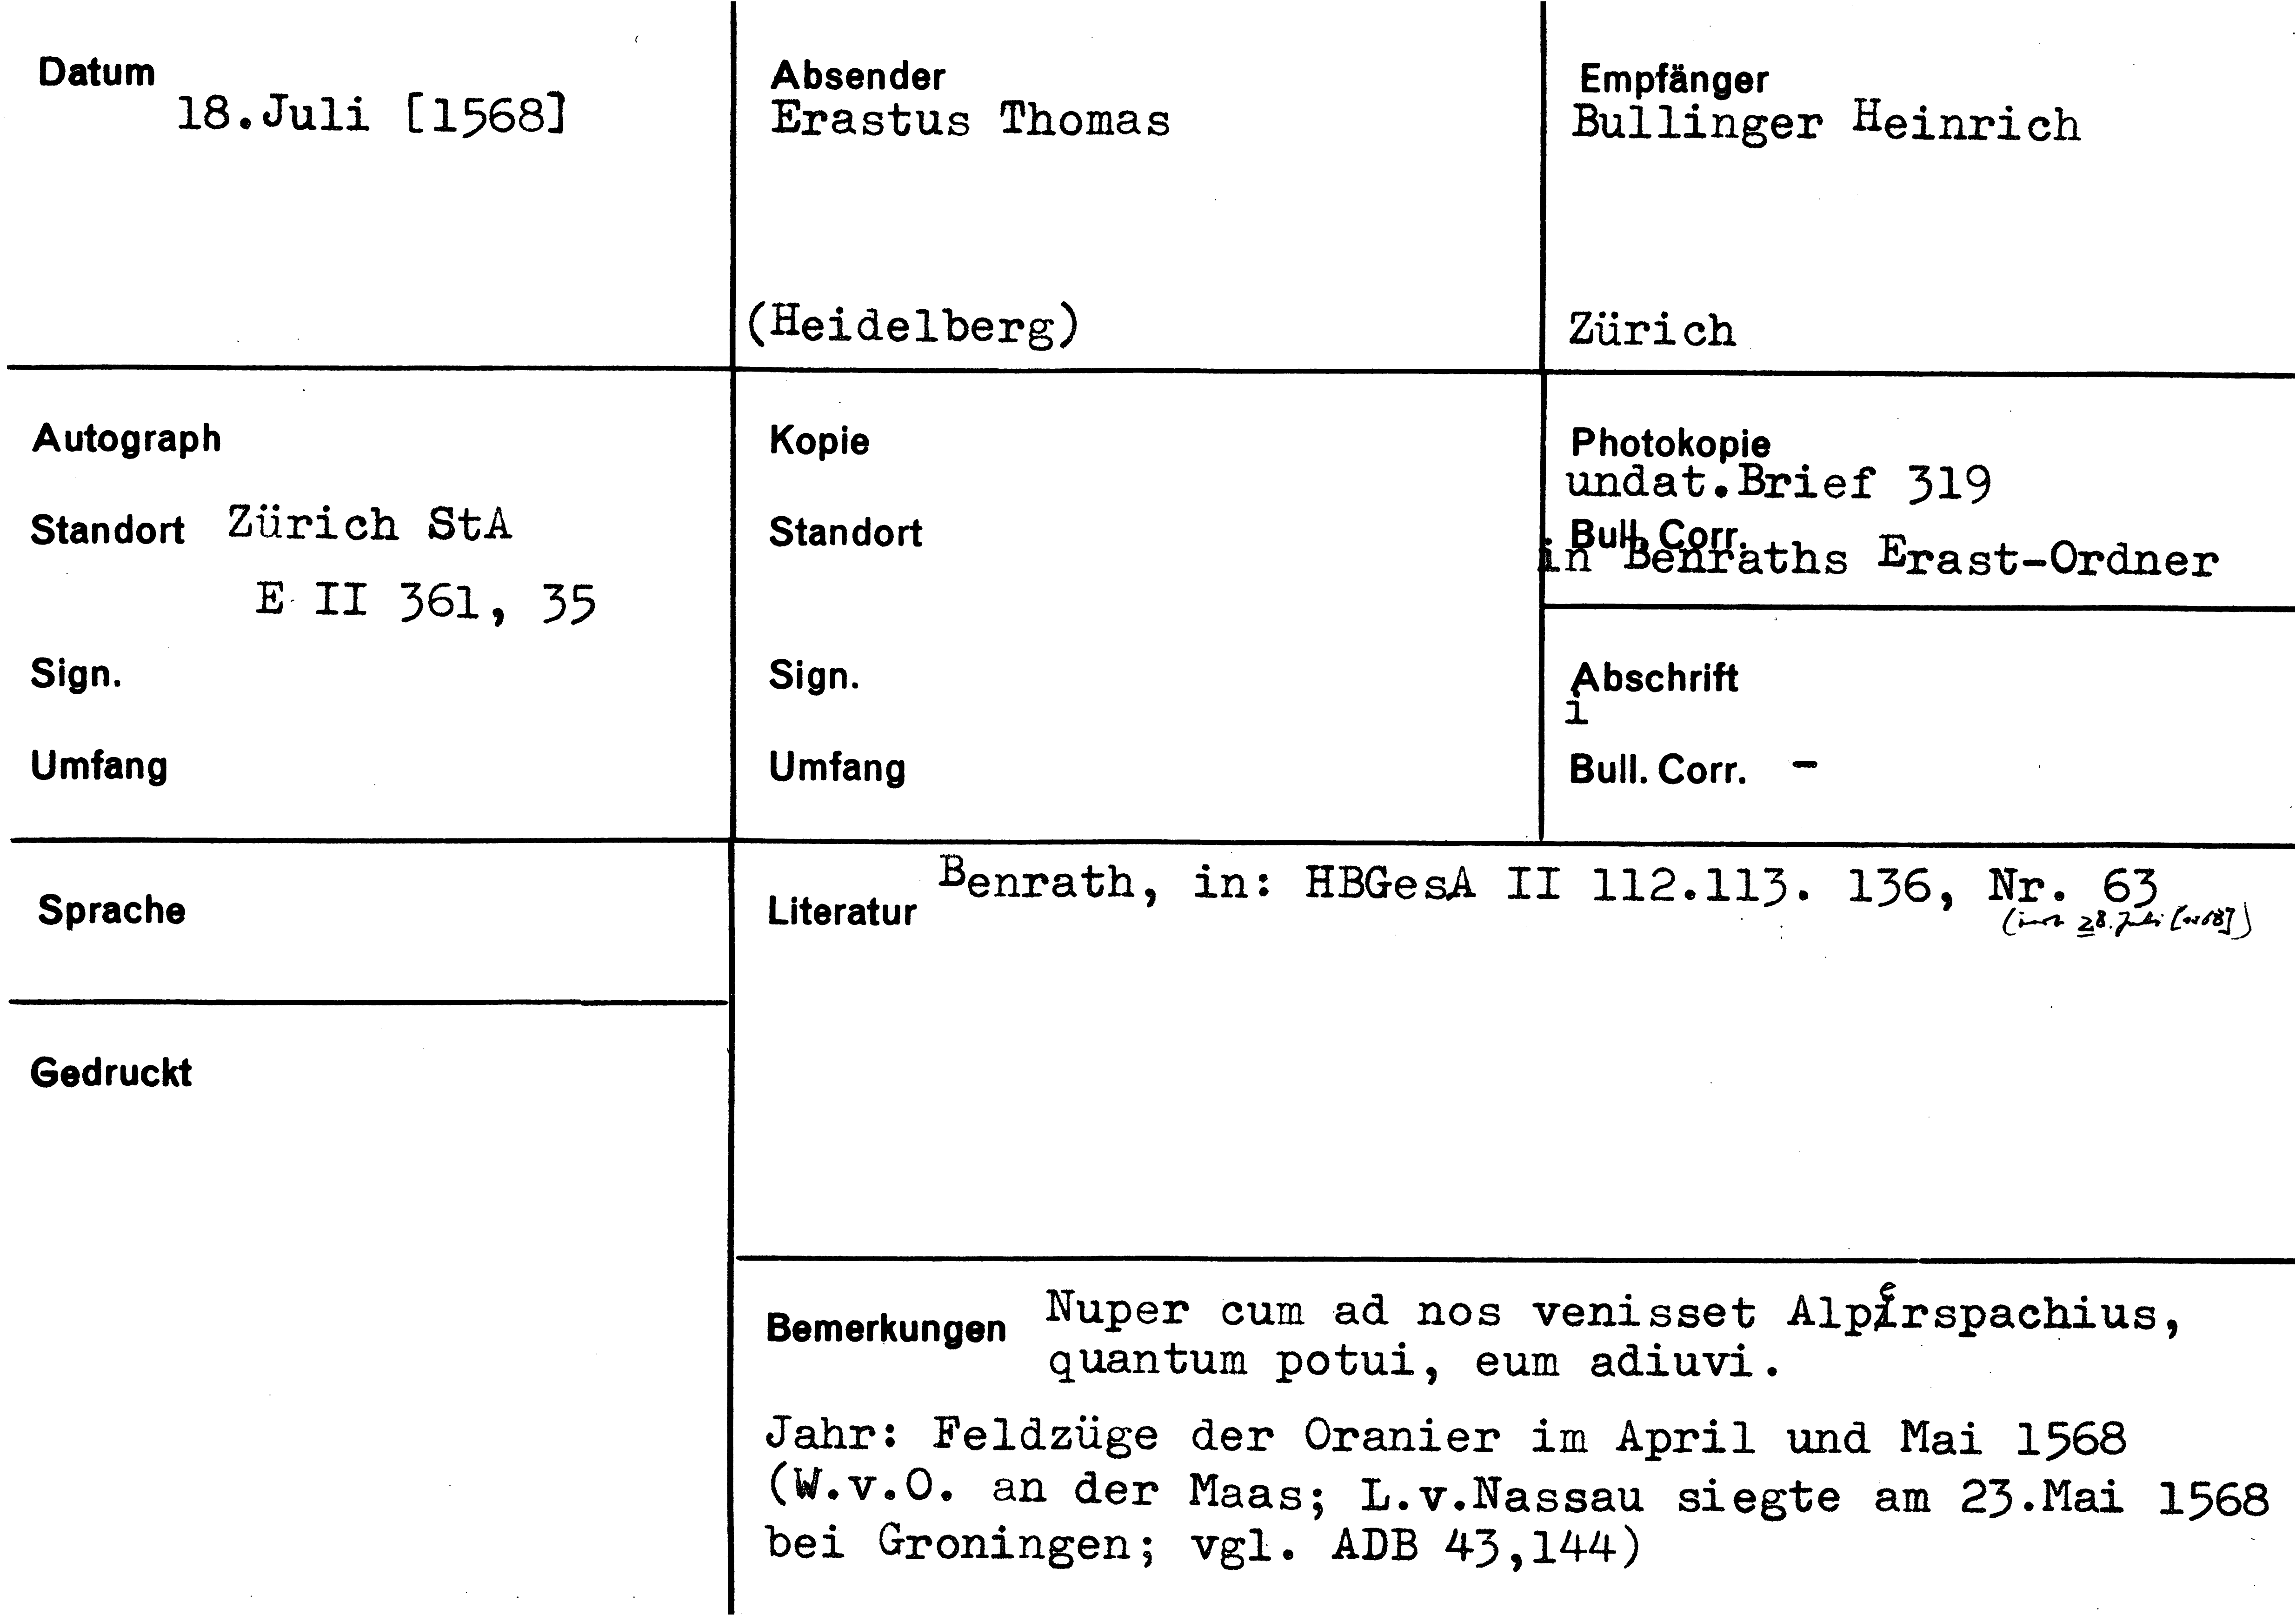 Datum
18.Juli [1568]
Absender
Erastus Thomas
(Heidelberg)
Empfänger
Bullinger Heinrich
Zürich
Autograph
Standort Zürich StA
E II 361, 35
Sign.
Umfang
Kopie
Standort
Sign.
Umfang
Photokopie
undat.Brief 319
Bull. Corr.
in Benraths Erast-Ordner
Abschrift
i
Bull. Corr. -
Sprache
Gedruckt
Literatur Benrath, in: HBGesA II 112.113. 136, Nr. 63
28. Juli
Bemerkungen Nuper cum ad nos venisset Alperspachius,
quantum potui, eum adiuvi.
Jahr: Feldzüge der Oranier im April und Mai 1568
(W.v.O. an der Maas; L.v.Nassau siegte am 23.Mai 1568
bei Groningen; vgl. ADB 43,144)